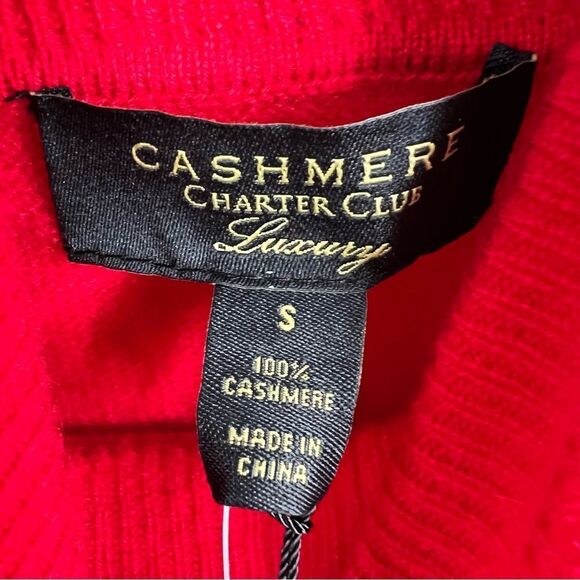 CASHMERE
CHARTER CLUB
Luxury
S
100%
CASHMERE
MADE IN
CHINA